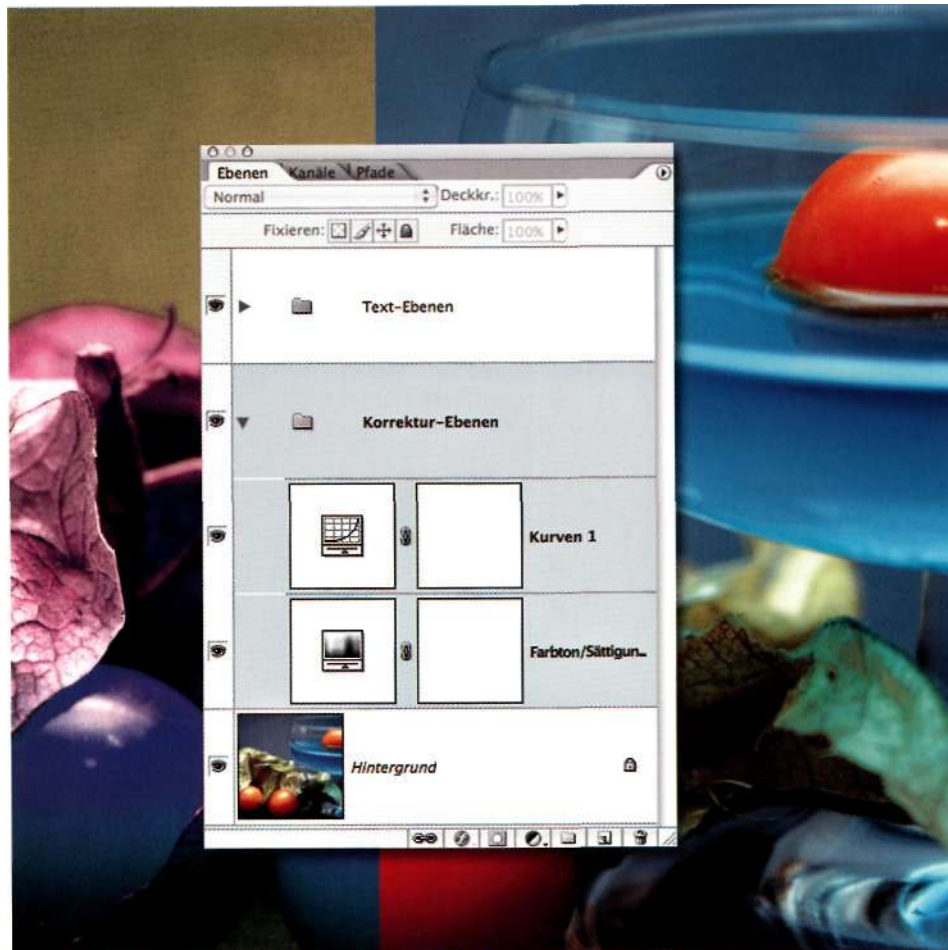 Ebenen Kanäle Pfade
Normal Deckkr.: 100%
Fixieren: Fläche: 100%
Text-Ebenen
Korrektur-Ebenen
Kurven 1
Farbton/Sättigun...
Hintergrund